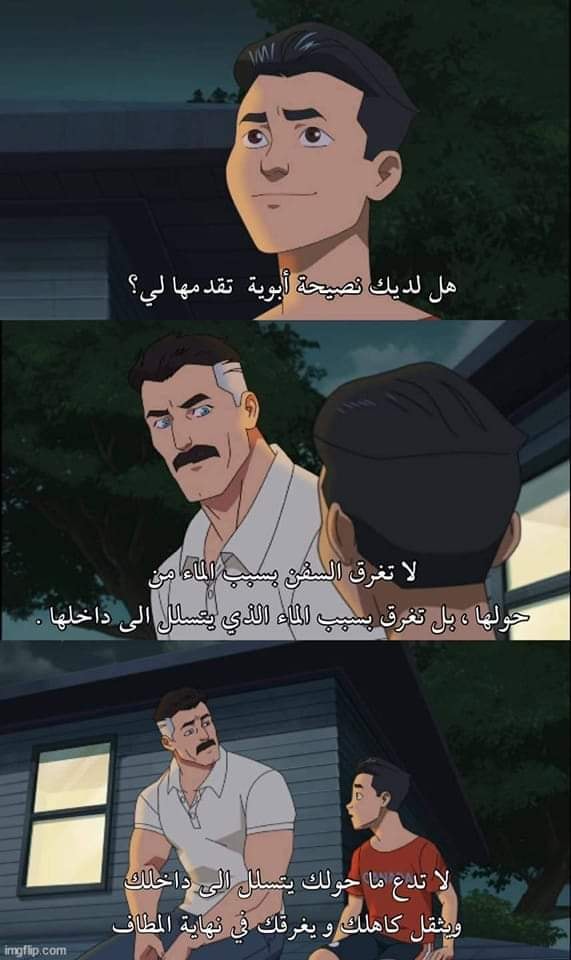 هل لديك نصيحة أبوية تقدمها لي؟
لا تغرق السفن بسبب الماء من
حولها ، بل تغرق بسبب الماء الذي يتسلل الى داخلها .
لا تدع ما حولك يتسلل الى داخلك
ويثقل كاهلك و يغرقك في نهاية المطاف
imgflip.com